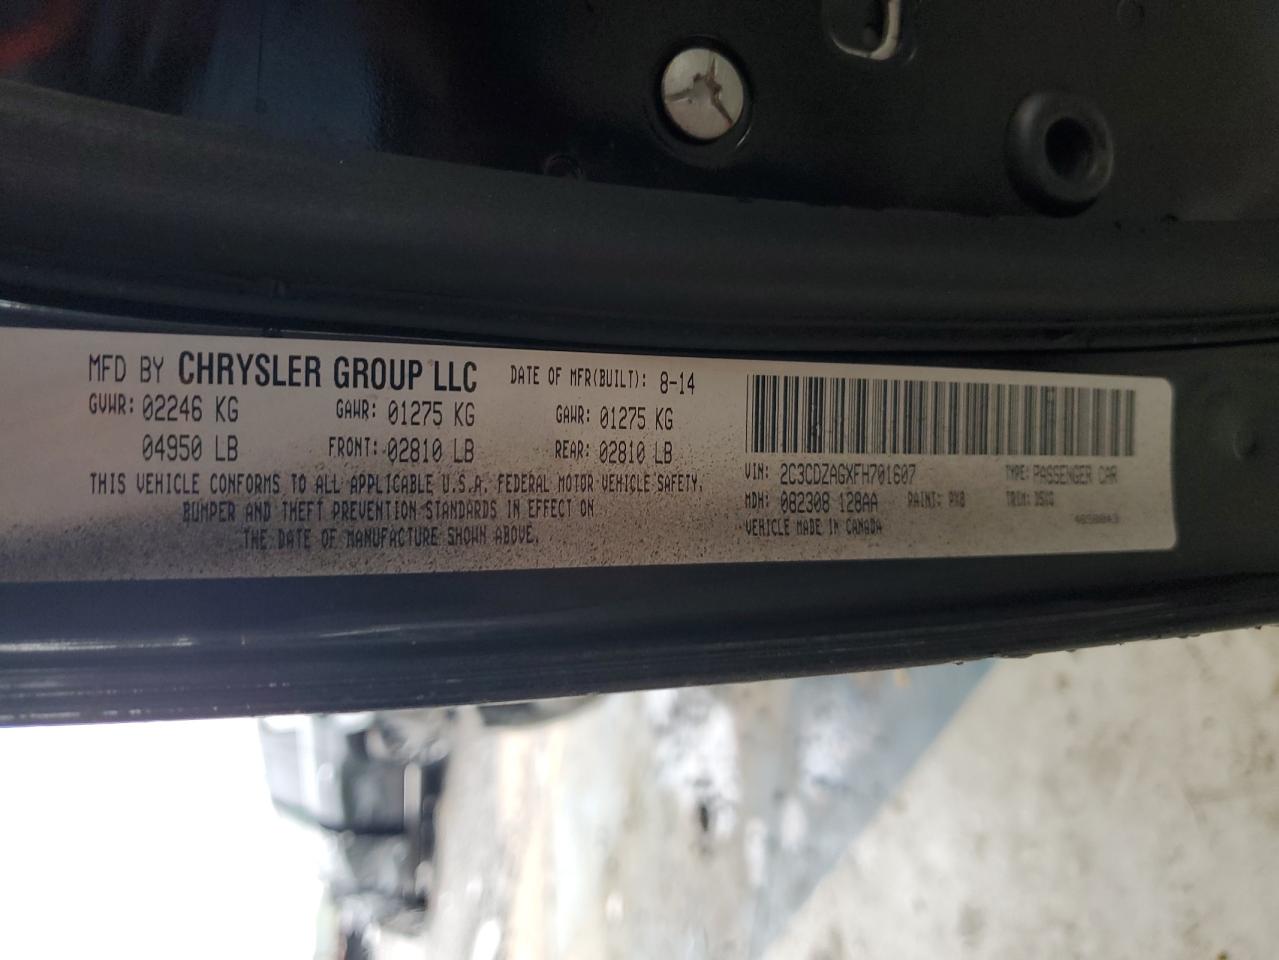 MFD BY CHRYSLER GROUP LLC DATE OF MFR(BUILT): 8-14
GVWR: 02246 KG GAWR: 01275 KG GAWR: 01275 KG
04950 LB FRONT: 02810 LB REAR: 02810 LB
THIS VEHICLE CONFORMS TO ALL APPLICABLE U.S.A. FEDERAL MOTOR VEHICLE SAFETY,
BUMPER AND THEFT PREVENTION STANDARDS IN EFFECT ON
THE DATE OF MANUFACTURE SHOWN ABOVE.
VIN: 2C3CDZAGXFH701607 TYPE: PASSENGER CAR
MDH: 082308 128AA PAINT: PX8 TRIM:
VEHICLE MADE IN CANADA